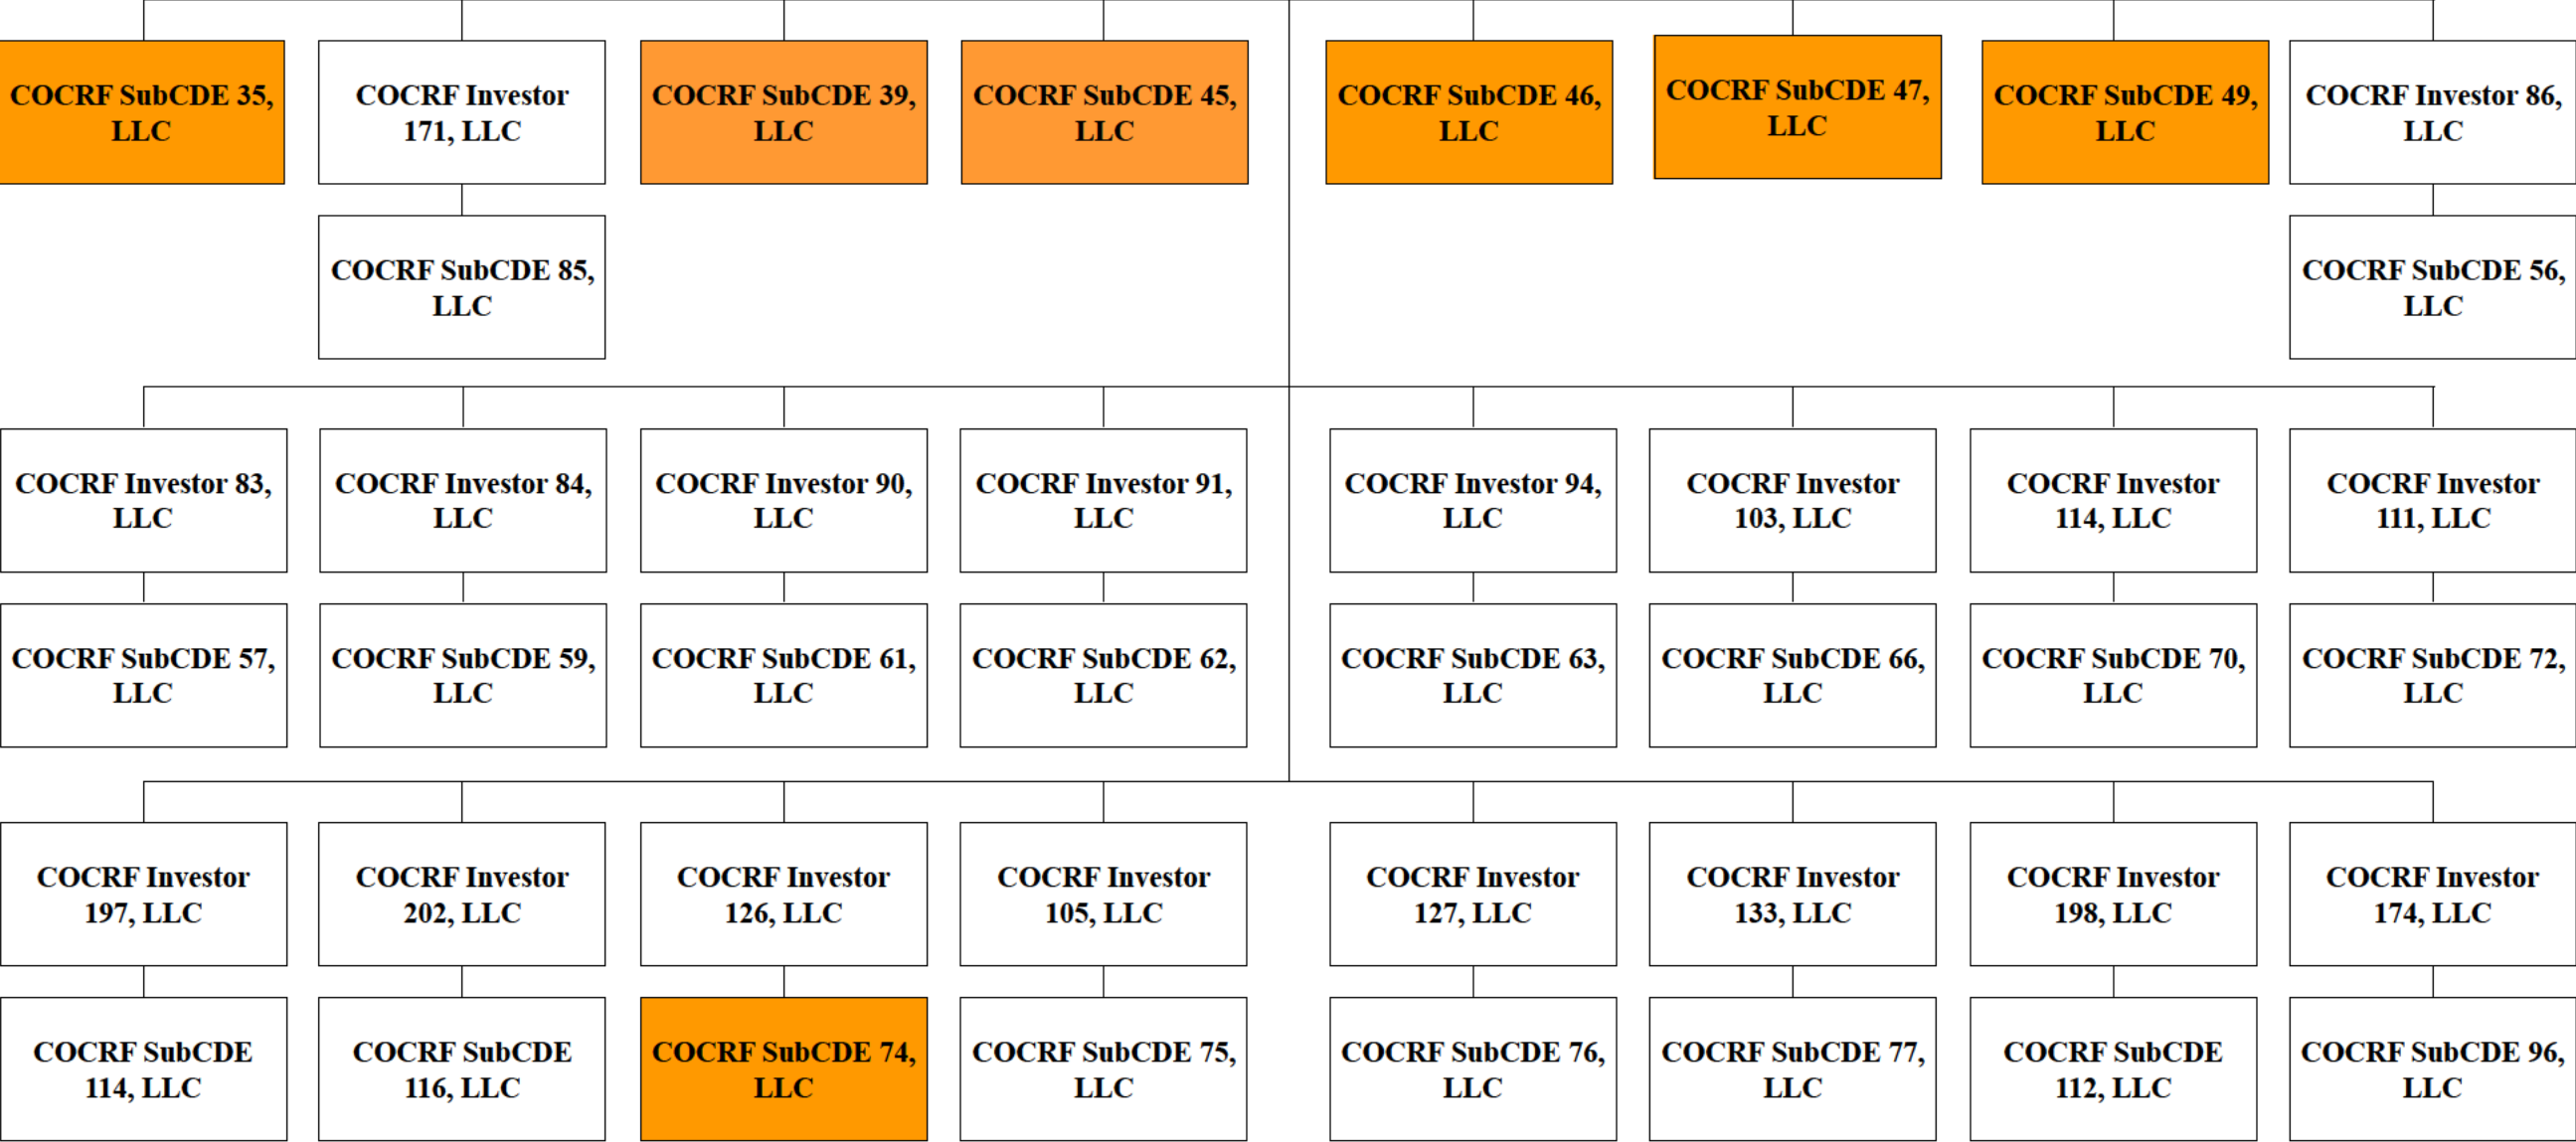 COCRF SubCDE 35,
LLC
COCRF Investor
171, LLC
COCRF SubCDE 39,
LLC
COCRF SubCDE 45,
LLC
COCRF SubCDE 46,
LLC
COCRF SubCDE 47,
LLC
COCRF SubCDE 49,
LLC
COCRF Investor 86,
LLC
COCRF SubCDE 85,
LLC
COCRF SubCDE 56,
LLC
COCRF Investor 83,
LLC
COCRF Investor 84,
LLC
COCRF Investor 90,
LLC
COCRF Investor 91,
LLC
COCRF Investor 94,
LLC
COCRF Investor
103, LLC
COCRF Investor
114, LLC
COCRF Investor
111, LLC
COCRF SubCDE 57,
LLC
COCRF SubCDE 59,
LLC
COCRF SubCDE 61,
LLC
COCRF SubCDE 62,
LLC
COCRF SubCDE 63,
LLC
COCRF SubCDE 66,
LLC
COCRF SubCDE 70,
LLC
COCRF SubCDE 72,
LLC
COCRF Investor
197, LLC
COCRF Investor
202, LLC
COCRF Investor
126, LLC
COCRF Investor
105, LLC
COCRF Investor
127, LLC
COCRF Investor
133, LLC
COCRF Investor
198, LLC
COCRF Investor
174, LLC
COCRF SubCDE
114, LLC
COCRF SubCDE
116, LLC
COCRF SubCDE 74,
LLC
COCRF SubCDE 75,
LLC
COCRF SubCDE 76,
LLC
COCRF SubCDE 77,
LLC
COCRF SubCDE
112, LLC
COCRF SubCDE 96,
LLC